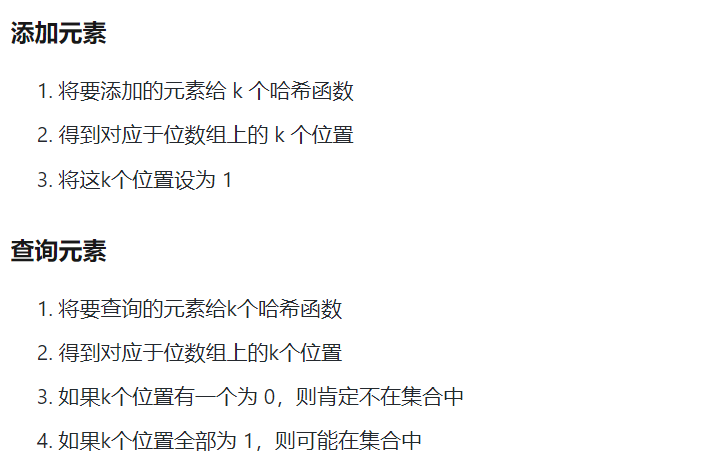 添加元素
1. 将要添加的元素给 k 个哈希函数
2. 得到对应于位数组上的 k 个位置
3. 将这k个位置设为 1
查询元素
1. 将要查询的元素给k个哈希函数
2. 得到对应于位数组上的k个位置
3. 如果k个位置有一个为 0，则肯定不在集合中
4. 如果k个位置全部为 1，则可能在集合中